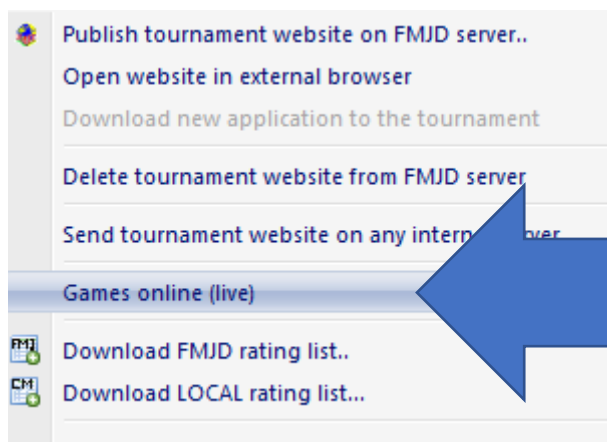 Publish tournament website on FMJD server..
Open website in external browser
Download new application to the tournament
Delete tournament website from FMJD server
Send tournament website on any
Games online (live)
FMJ
Download FMJD rating list..
CM
Download LOCAL rating list...